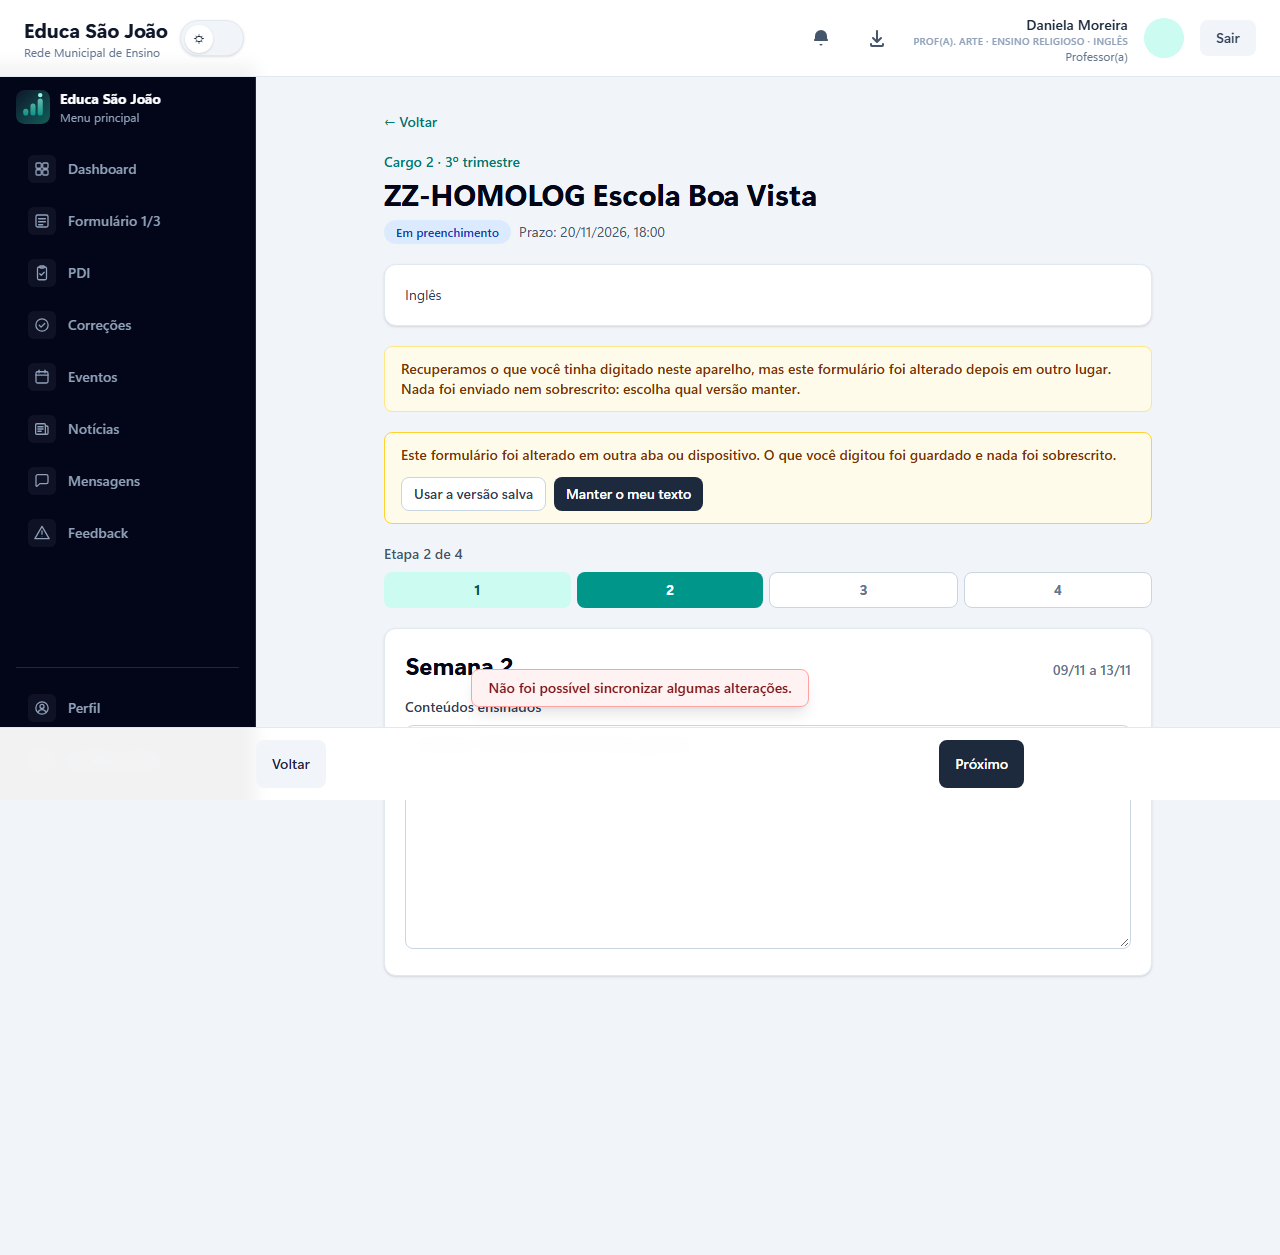 Educa São João
Rede Municipal de Ensino
Daniela Moreira
PROF(A). ARTE · ENSINO RELIGIOSO · INGLÊS
Professor(a)
Sair
Educa São João
Menu principal
Dashboard
Formulário 1/3
PDI
Correções
Eventos
Notícias
Mensagens
Feedback
Perfil
← Voltar
Cargo 2 · 3º trimestre
ZZ-HOMOLOG Escola Boa Vista
Em preenchimento
Prazo: 20/11/2026, 18:00
Inglês
Recuperamos o que você tinha digitado neste aparelho, mas este formulário foi alterado depois em outro lugar.
Nada foi enviado nem sobrescrito: escolha qual versão manter.
Este formulário foi alterado em outra aba ou dispositivo. O que você digitou foi guardado e nada foi sobrescrito.
Usar a versão salva
Manter o meu texto
Etapa 2 de 4
1
2
3
4
Semana 2
09/11 a 13/11
Não foi possível sincronizar algumas alterações.
Conteúdos ensinados
Voltar
Próximo